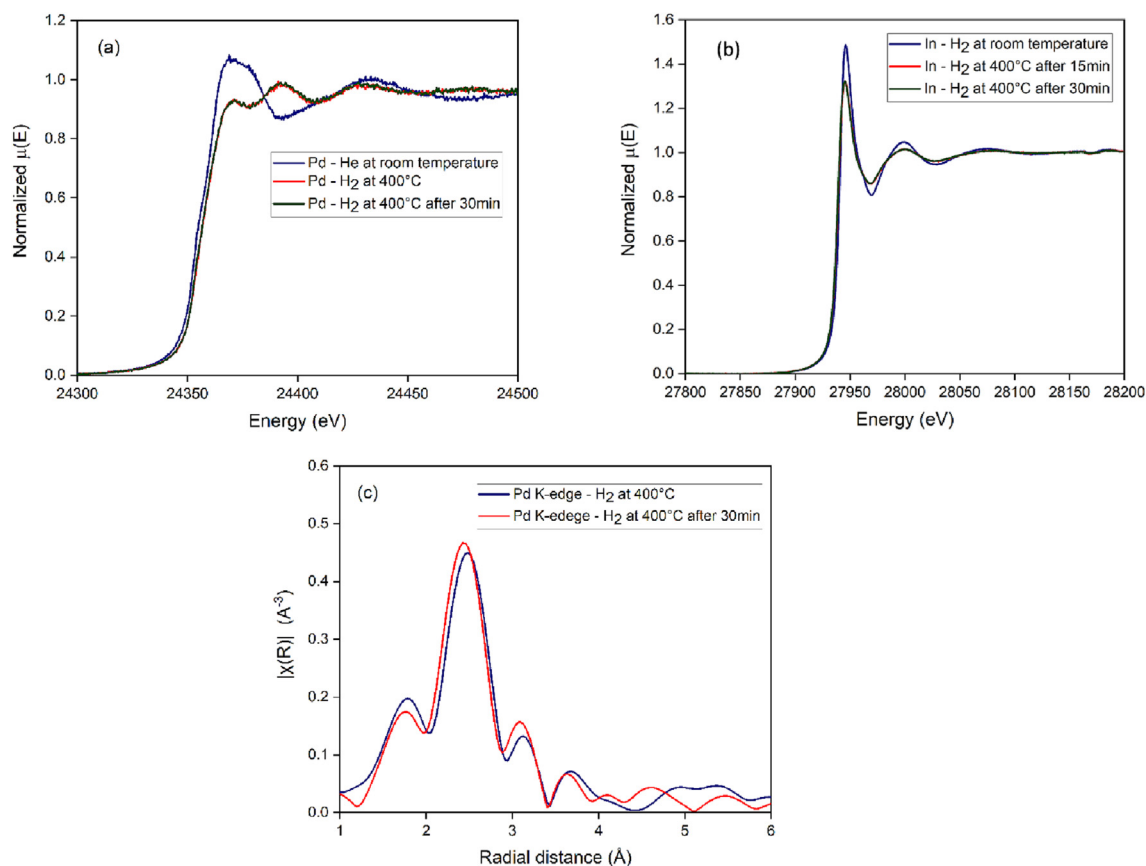 (a)
1.2
1.0
0.8
0.6
0.4
0.2
0.0
Normalized μ(E)
Pd - He at room temperature
Pd - H2 at 400°C
Pd - H2 at 400°C after 30min
24300 24350 24400 24450 24500
Energy (eV)
(b)
1.6
1.4
1.2
1.0
0.8
0.6
0.4
0.2
0.0
Normalized μ(E)
In - H2 at room temperature
In - H2 at 400°C after 15min
In - H2 at 400°C after 30min
27800 27850 27900 27950 28000 28050 28100 28150 28200
Energy (eV)
(c)
0.6
0.5
0.4
0.3
0.2
0.1
0.0
|χ(R)| (A-3)
Pd K-edge - H2 at 400°C
Pd K-edege - H2 at 400°C after 30min
1 2 3 4 5 6
Radial distance (Å)